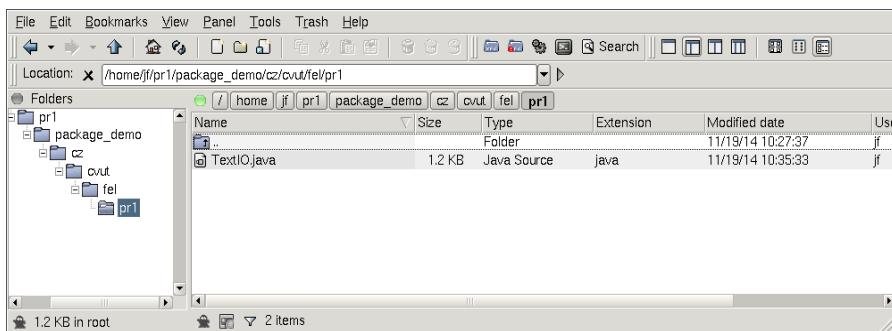 File Edit Bookmarks View Panel Tools Trash Help
Search
Location: /home/jf/pr1/package_demo/cz/cvut/fel/pr1
Folders
/ home jf pr1 package_demo cz cvut fel pr1
pr1
package_demo
cz
cvut
fel
pr1
Name Size Type Extension Modified date Us
.. Folder 11/19/14 10:27:37 jf
TextIO.java 1.2 KB Java Source java 11/19/14 10:35:33 jf
1.2 KB in root
2 items